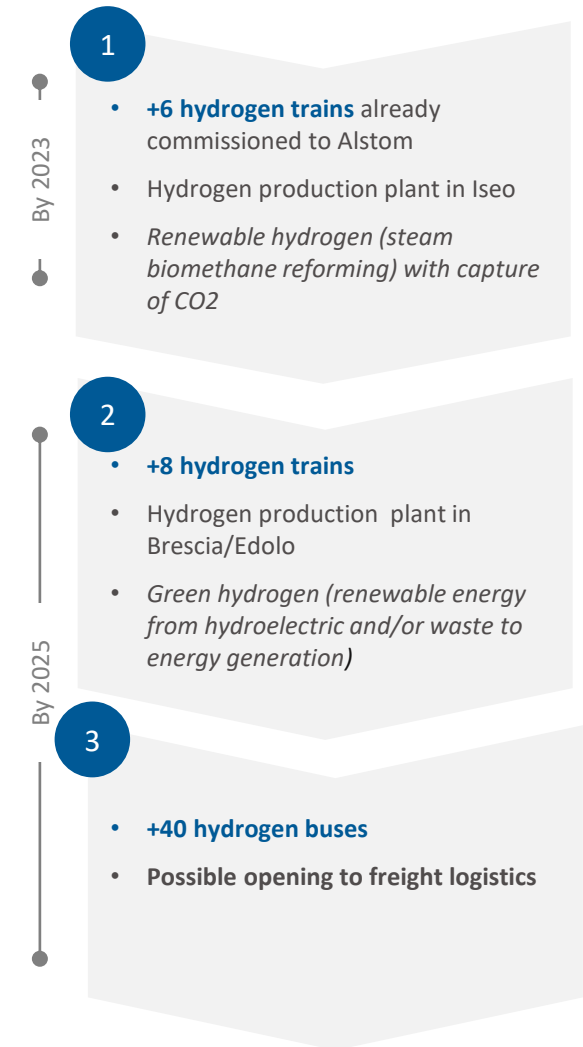 1
By 2023
• +6 hydrogen trains already
commissioned to Alstom
• Hydrogen production plant in Iseo
• Renewable hydrogen (steam
biomethane reforming) with capture
of CO2
2
By 2025
• +8 hydrogen trains
• Hydrogen production  plant in
Brescia/Edolo
• Green hydrogen (renewable energy
from hydroelectric and/or waste to
energy generation)
3
• +40 hydrogen buses
• Possible opening to freight logistics